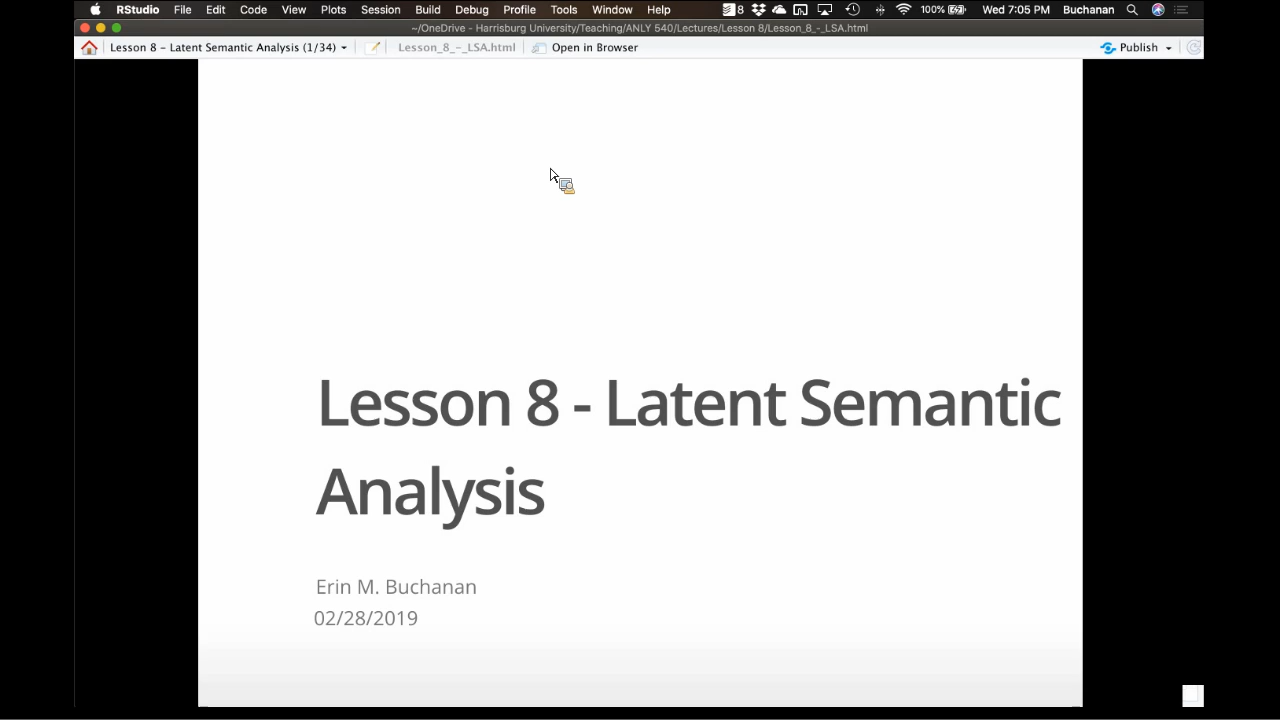 RStudio File Edit Code View Plots Session Build Debug Profile Tools Window Help 8 100% Wed 7:05 PM Buchanan
~/OneDrive - Harrisburg University/Teaching/ANLY 540/Lectures/Lesson 8/Lesson_8_-_LSA.html
Lesson 8 - Latent Semantic Analysis (1/34) Lesson_8_-_LSA.html Open in Browser Publish
Lesson 8 - Latent Semantic
Analysis
Erin M. Buchanan
02/28/2019